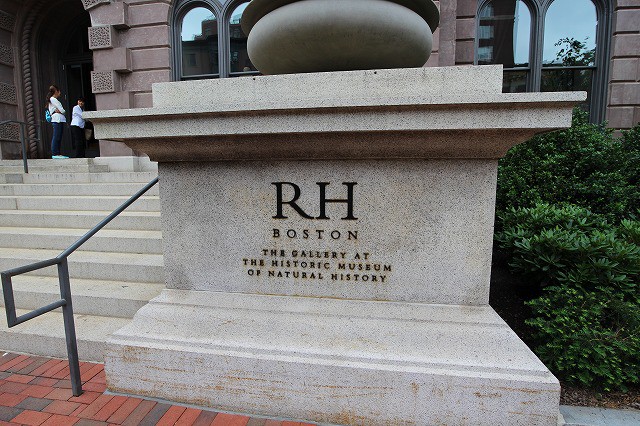 RH
BOSTON
THE GALLERY AT
THE HISTORIC MUSEUM
OF NATURAL HISTORY